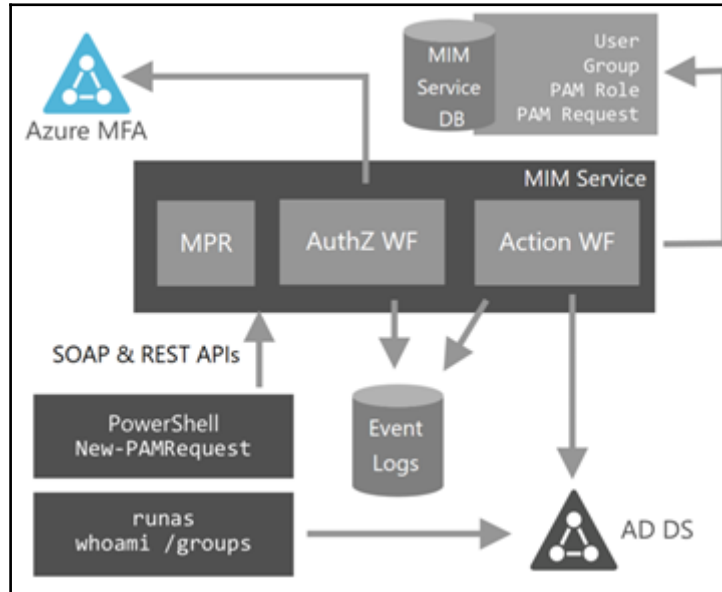 MIM
Service
DB
User
Group
PAM Role
PAM Request
Azure MFA
MIM Service
MPR
AuthZ WF
Action WF
SOAP & REST APIs
PowerShell
New-PAMRequest
Event
Logs
runas
whoami /groups
AD DS